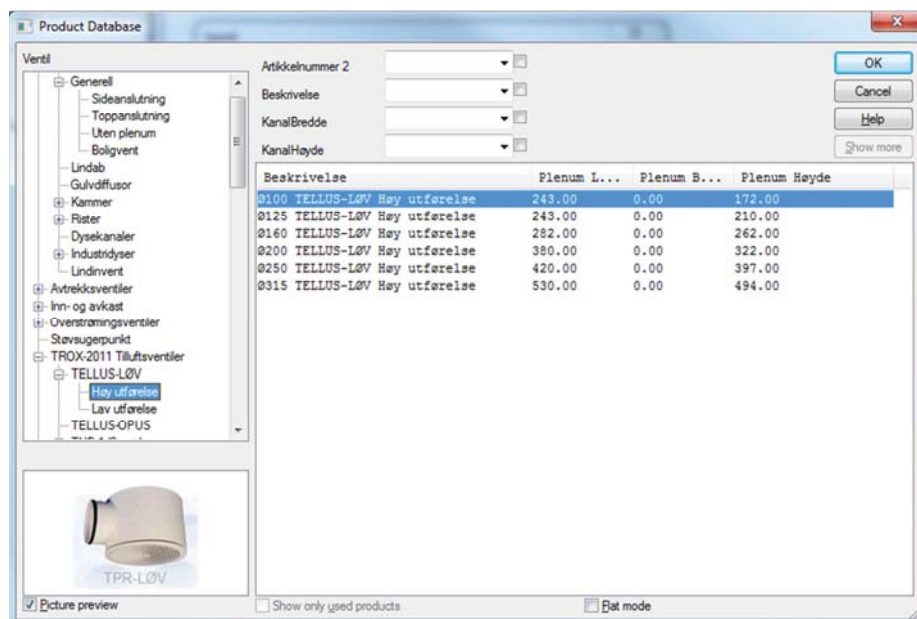 Product Database
Ventil
Generell
Sideanslutning
Toppanslutning
Uten plenum
Boligvent
Lindab
Gulvdiffusor
Kammer
Rister
Dysekanaler
Industridyser
Lindinvent
Avtrekksventiler
Inn- og avkast
Overstrømingsventiler
Støvsugerpunkt
TROX-2011 Tilluftsventiler
TELLUS-LØV
Høy utførelse
Lav utførelse
TELLUS-OPUS
TPR-LØV
Picture preview
Artikkelnummer 2
Beskrivelse
KanalBredde
KanalHøyde
OK
Cancel
Help
Show more
Beskrivelse Plenum L... Plenum B... Plenum Høyde
Ø100 TELLUS-LØV Høy utførelse 243.00 0.00 172.00
Ø125 TELLUS-LØV Høy utførelse 243.00 0.00 210.00
Ø160 TELLUS-LØV Høy utførelse 282.00 0.00 262.00
Ø200 TELLUS-LØV Høy utførelse 380.00 0.00 322.00
Ø250 TELLUS-LØV Høy utførelse 420.00 0.00 397.00
Ø315 TELLUS-LØV Høy utførelse 530.00 0.00 494.00
Show only used products
Flat mode